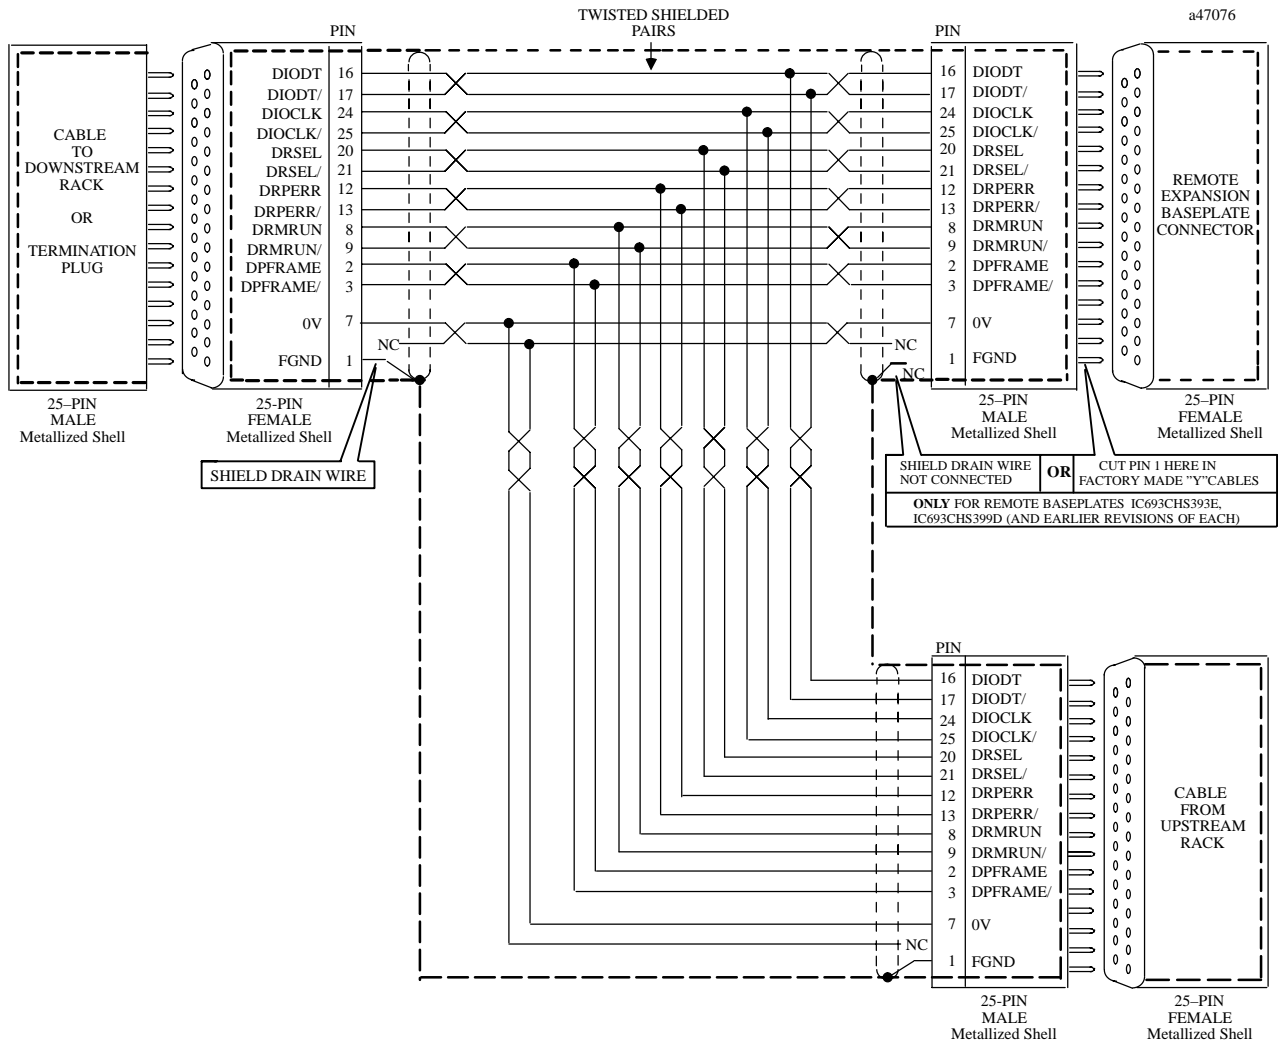 TWISTED SHIELDED
PAIRS
a47076
PIN
PIN
CABLE
TO
DOWNSTREAM
RACK
OR
TERMINATION
PLUG
DIODT 16
DIODT/ 17
DIOCLK 24
DIOCLK/ 25
DRSEL 20
DRSEL/ 21
DRPERR 12
DRPERR/ 13
DRMRUN 8
DRMRUN/ 9
DPFRAME 2
DPFRAME/ 3
0V 7
NC
FGND 1
16 DIODT
17 DIODT/
24 DIOCLK
25 DIOCLK/
20 DRSEL
21 DRSEL/
12 DRPERR
13 DRPERR/
8 DRMRUN
9 DRMRUN/
2 DPFRAME
3 DPFRAME/
7 0V
NC
1 FGND
NC
REMOTE
EXPANSION
BASEPLATE
CONNECTOR
25–PIN
MALE
Metallized Shell
25-PIN
FEMALE
Metallized Shell
25–PIN
MALE
Metallized Shell
25–PIN
FEMALE
Metallized Shell
SHIELD DRAIN WIRE
SHIELD DRAIN WIRE
NOT CONNECTED
OR
CUT PIN 1 HERE IN
FACTORY MADE ”Y”CABLES
ONLY FOR REMOTE BASEPLATES IC693CHS393E,
IC693CHS399D (AND EARLIER REVISIONS OF EACH)
PIN
16 DIODT
17 DIODT/
24 DIOCLK
25 DIOCLK/
20 DRSEL
21 DRSEL/
12 DRPERR
13 DRPERR/
8 DRMRUN
9 DRMRUN/
2 DPFRAME
3 DPFRAME/
7 0V
NC
1 FGND
CABLE
FROM
UPSTREAM
RACK
25-PIN
MALE
Metallized Shell
25–PIN
FEMALE
Metallized Shell